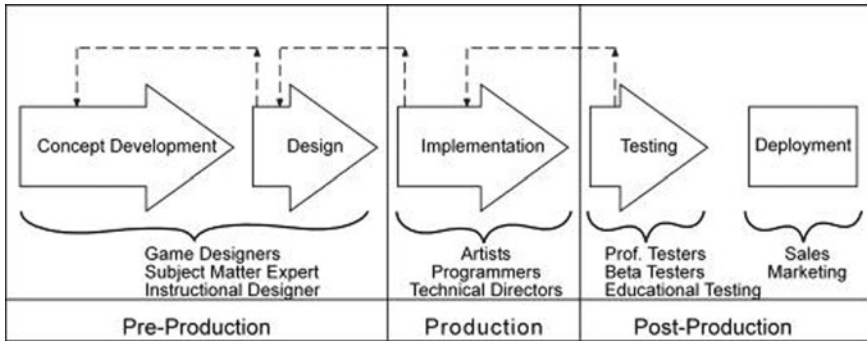 Concept Development
Design
Implementation
Testing
Deployment
Game Designers
Subject Matter Expert
Instructional Designer
Artists
Programmers
Technical Directors
Prof. Testers
Beta Testers
Educational Testing
Sales
Marketing
Pre-Production
Production
Post-Production